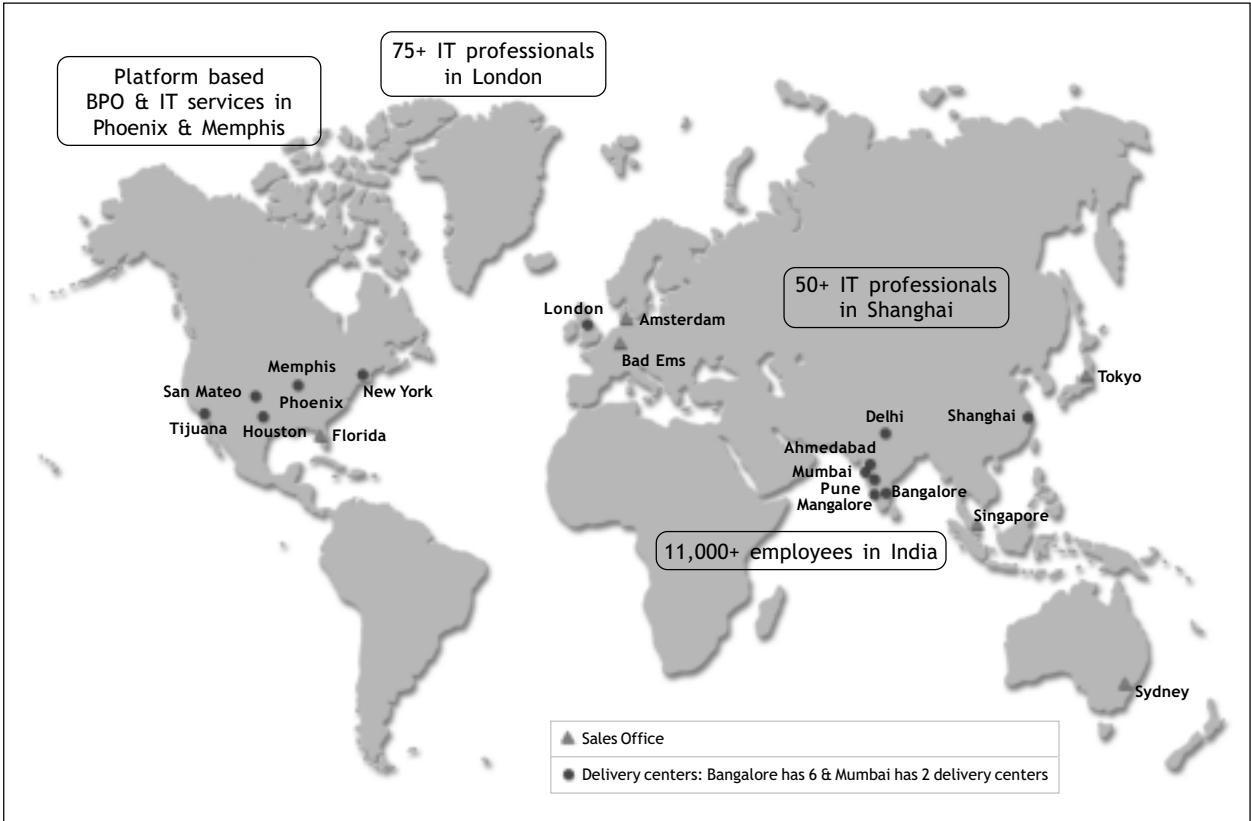 75+ IT professionals
in London
Platform based
BPO & IT services in
Phoenix & Memphis
50+ IT professionals
in Shanghai
London
Amsterdam
Bad Ems
Memphis
San Mateo
New York
Phoenix
Tijuana
Houston
Florida
Tokyo
Delhi
Shanghai
Ahmedabad
Mumbai
Pune
Bangalore
Mangalore
Singapore
11,000+ employees in India
Sydney
Sales Office
Delivery centers: Bangalore has 6 & Mumbai has 2 delivery centers